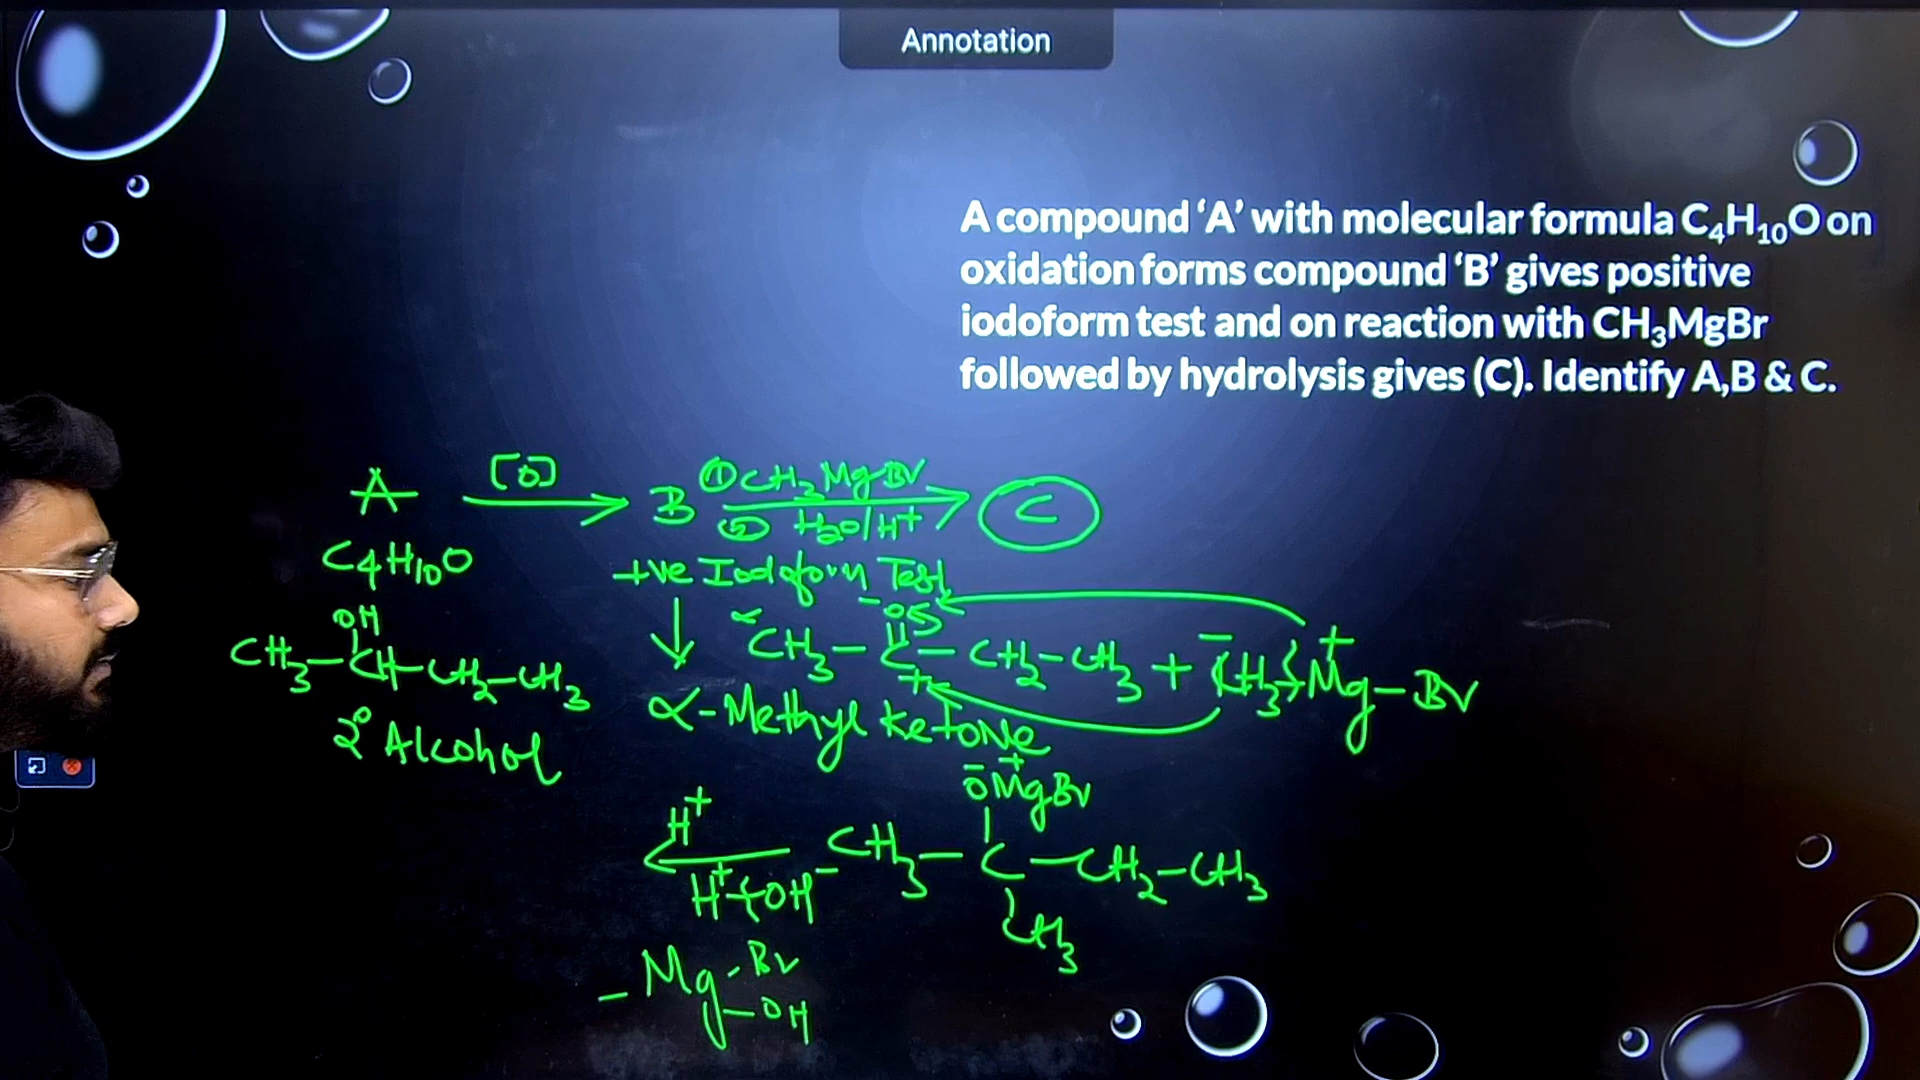 Annotation
A compound ‘A’ with molecular formula C₄H₁₀O on
oxidation forms compound ‘B’ gives positive
iodoform test and on reaction with CH₃MgBr
followed by hydrolysis gives (C). Identify A,B & C.
A [O] B ① CH₃MgBr C
② H₂O/H⁺
C₄H₁₀O +ve Iodoform Test
OH
CH₃-CH-CH₂-CH₃
2° Alcohol
⁻ Oδ
α CH₃-C-CH₂-CH₃ + ⁻CH₃ ⁺Mg-Br
+
α-Methyl Ketone
⁻O⁺MgBr
H⁺ CH₃-C-CH₂-CH₃
H⁺ OH⁻ CH₃
- Mg-Br
-OH